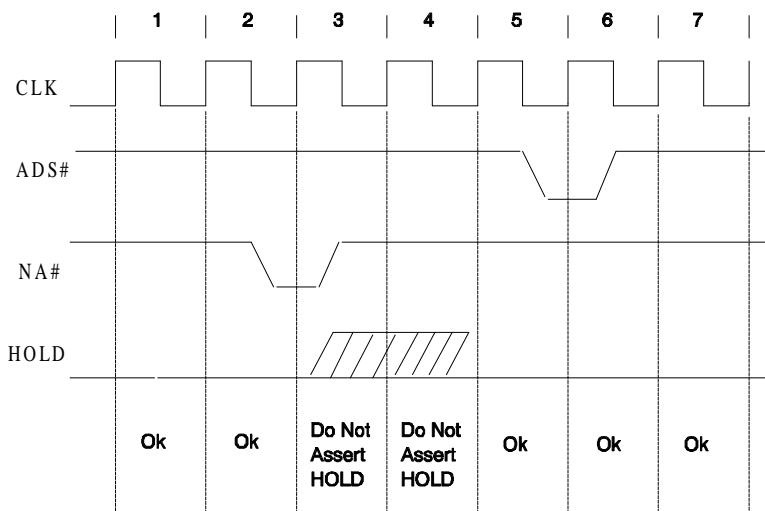 1 2 3 4 5 6 7
CLK
ADS#
NA#
HOLD
Ok Ok Do Not Assert HOLD Do Not Assert HOLD Ok Ok Ok